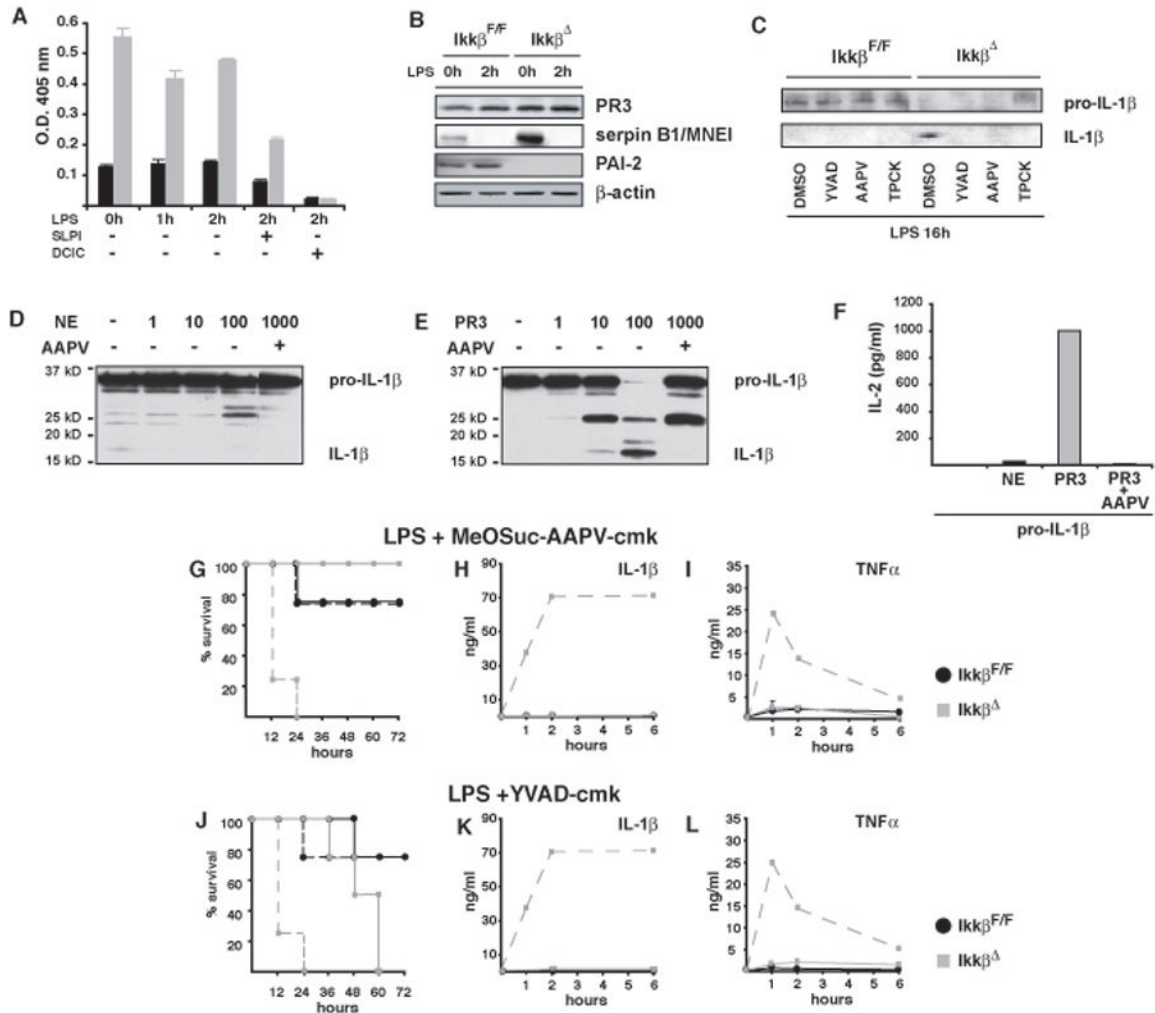 A
O.D. 405 nm
0.6
0.5
0.4
0.3
0.2
0.1
LPS 0h 1h 2h 2h 2h
SLPI - - - + -
DCIC - - - - +
B
Ikkβ^F/F Ikkβ^Δ
LPS 0h 2h 0h 2h
PR3
serpin B1/MNEI
PAI-2
β-actin
C
Ikkβ^F/F Ikkβ^Δ
pro-IL-1β
IL-1β
DMSO YVAD AAPV TPCK DMSO YVAD AAPV TPCK
LPS 16h
D
NE - 1 10 100 1000
AAPV - - - - +
37 kD
25 kD
20 kD
15 kD
pro-IL-1β
IL-1β
E
PR3 - 1 10 100 1000
AAPV - - - - +
37 kD
25 kD
20 kD
15 kD
pro-IL-1β
IL-1β
F
IL-2 (pg/ml)
1200
1000
800
600
400
200
NE PR3 PR3
+
AAPV
pro-IL-1β
LPS + MeOSuc-AAPV-cmk
G
% survival
100
80
60
40
20
12 24 36 48 60 72
hours
H
IL-1β
ng/ml
90
70
50
30
10
1 2 3 4 5 6
hours
I
TNFα
ng/ml
35
30
25
20
15
10
5
1 2 3 4 5 6
hours
Ikkβ^F/F
Ikkβ^Δ
LPS +YVAD-cmk
J
% survival
100
80
60
40
20
12 24 36 48 60 72
hours
K
IL-1β
ng/ml
90
70
50
30
10
1 2 3 4 5 6
hours
L
TNFα
ng/ml
35
30
25
20
15
10
5
1 2 3 4 5 6
hours
Ikkβ^F/F
Ikkβ^Δ